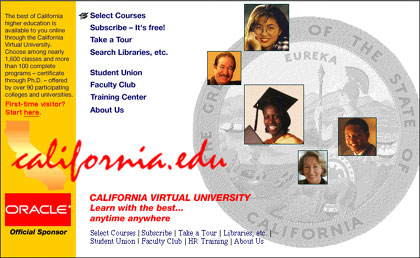 The best of California
higher education is
available to you online
through the California
Virtual University.
Choose among nearly
1,600 classes and more
than 100 complete
programs – certificate
through Ph.D. – offered
by over 90 participating
colleges and universities.
First-time visitor?
Start here.
Select Courses
Subscribe – It's free!
Take a Tour
Search Libraries, etc.
Student Union
Faculty Club
Training Center
About Us
THE GREAT SEAL OF THE STATE OF
EUREKA
CALIFORNIA
california.edu
ORACLE®
Official Sponsor
CALIFORNIA VIRTUAL UNIVERSITY
Learn with the best...
anytime anywhere
Select Courses | Subscribe | Take a Tour | Libraries, etc. |
Student Union | Faculty Club | HR Training | About Us